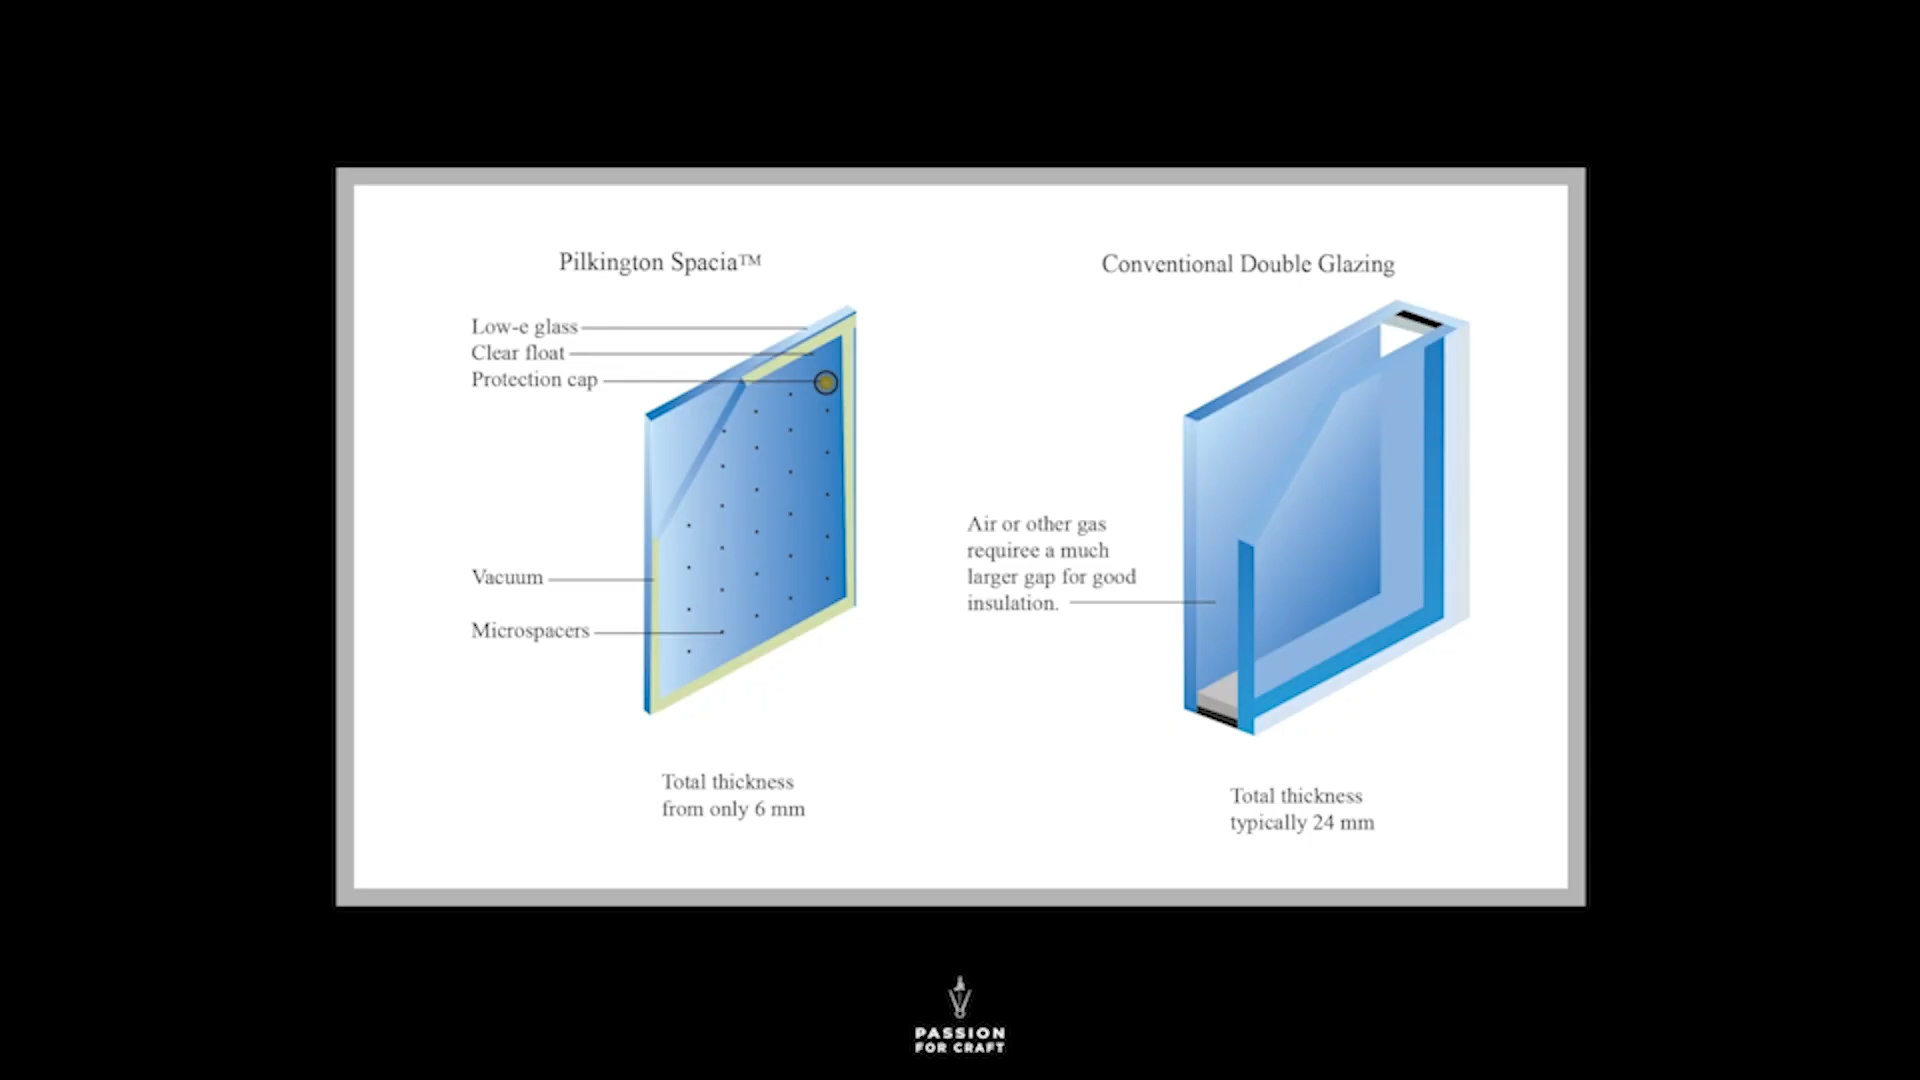 Pilkington Spacia™
Low-e glass
Clear float
Protection cap
Vacuum
Microspacers
Total thickness
from only 6 mm
Conventional Double Glazing
Air or other gas
requiree a much
larger gap for good
insulation.
Total thickness
typically 24 mm
PASSION
FOR CRAFT